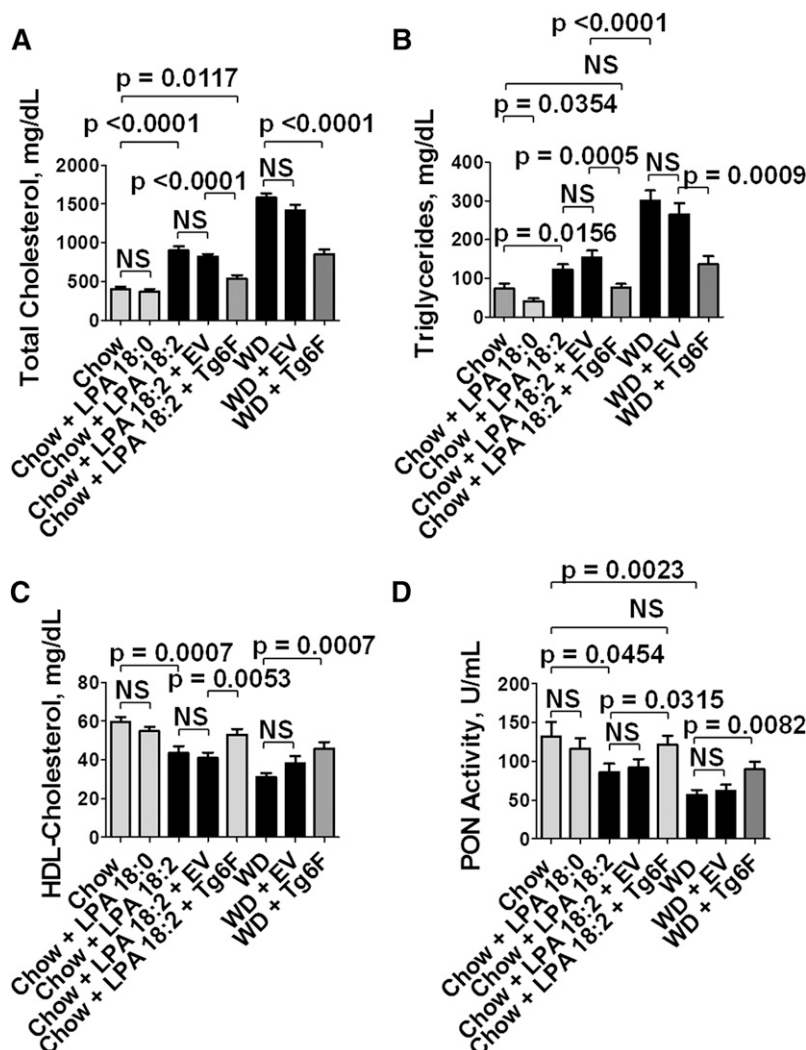 A
p = 0.0117
p <0.0001
p <0.0001
p <0.0001
NS
NS
NS
Total Cholesterol, mg/dL
2000
1500
1000
500
0
Chow
Chow + LPA 18:0
Chow + LPA 18:2
Chow + LPA 18:2 + EV
Chow + LPA 18:2 + Tg6F
WD
WD + EV
WD + Tg6F
B
p <0.0001
NS
p = 0.0354
p = 0.0005
NS
p = 0.0009
NS
p = 0.0156
Triglycerides, mg/dL
400
300
200
100
0
Chow
Chow + LPA 18:0
Chow + LPA 18:2
Chow + LPA 18:2 + EV
Chow + LPA 18:2 + Tg6F
WD
WD + EV
WD + Tg6F
C
p = 0.0007
p = 0.0007
p = 0.0053
NS
NS
NS
HDL-Cholesterol, mg/dL
80
60
40
20
0
Chow
Chow + LPA 18:0
Chow + LPA 18:2
Chow + LPA 18:2 + EV
Chow + LPA 18:2 + Tg6F
WD
WD + EV
WD + Tg6F
D
p = 0.0023
NS
p = 0.0454
NS
p = 0.0315
p = 0.0082
NS
NS
PON Activity, U/mL
200
150
100
50
0
Chow
Chow + LPA 18:0
Chow + LPA 18:2
Chow + LPA 18:2 + EV
Chow + LPA 18:2 + Tg6F
WD
WD + EV
WD + Tg6F